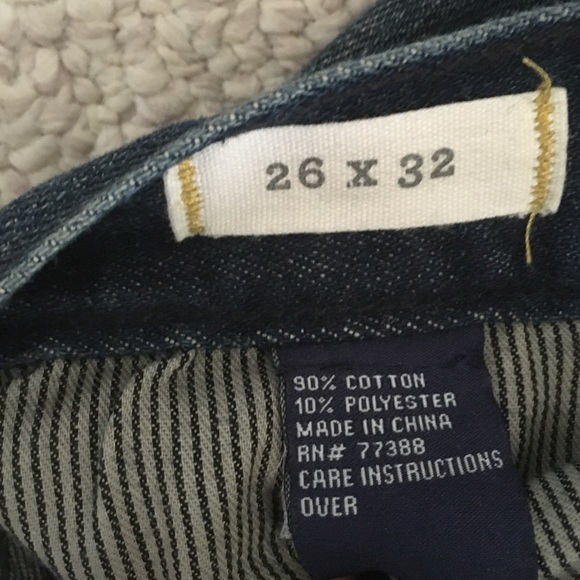 26 X 32
90% COTTON
10% POLYESTER
MADE IN CHINA
RN# 77388
CARE INSTRUCTIONS
OVER